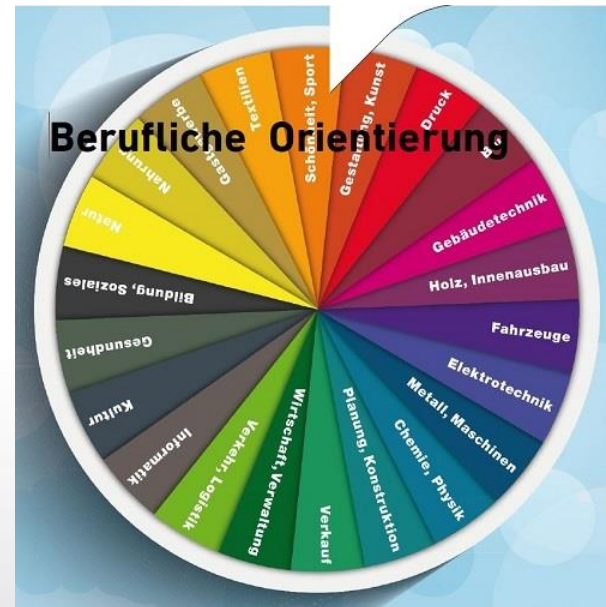 Berufliche Orientierung
Schönheit, Sport
Gestaltung, Kunst
Druck
Gebäudetechnik
Holz, Innenausbau
Fahrzeuge
Elektrotechnik
Metall, Maschinen
Chemie, Physik
Planung, Konstruktion
Verkauf
Wirtschaft, Verwaltung
Verkehr, Logistik
Informatik
Kultur
Gesundheit
Bildung, Soziales
Natur
Nahrung
Gastgewerbe
Textilien